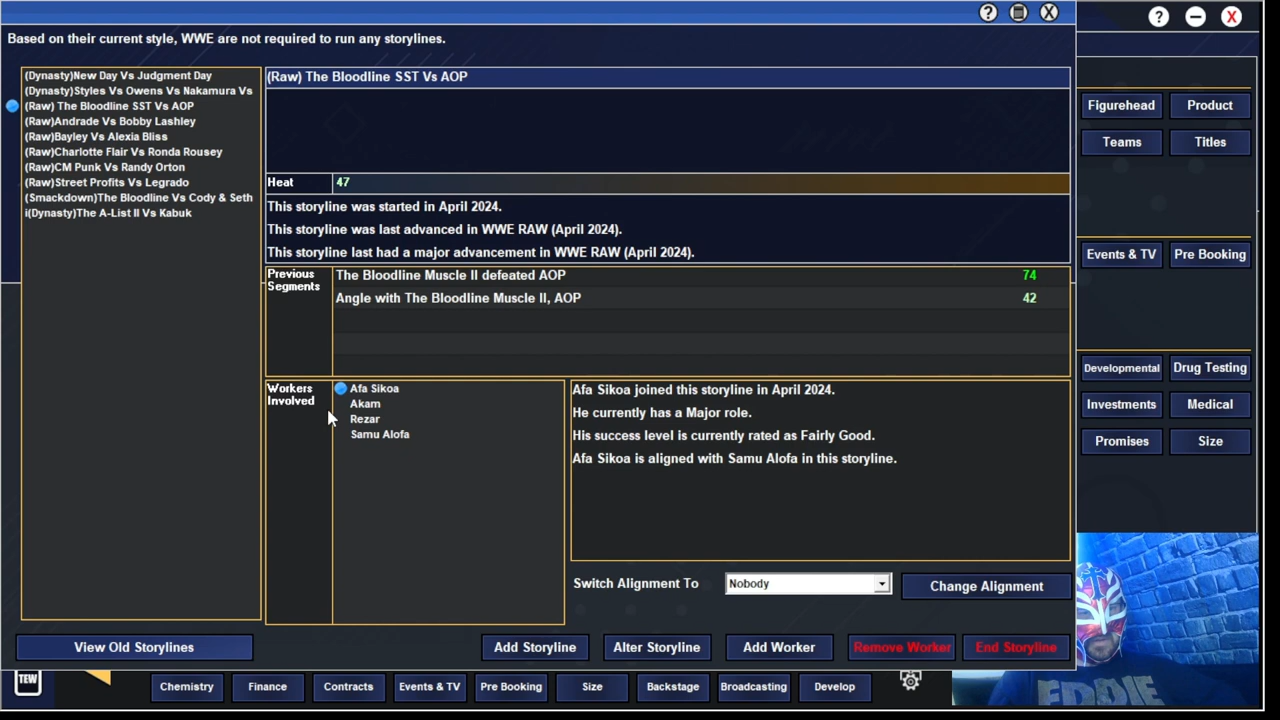 Based on their current style, WWE are not required to run any storylines.
(Dynasty)New Day Vs Judgment Day
(Dynasty)Styles Vs Owens Vs Nakamura Vs
(Raw) The Bloodline SST Vs AOP
(Raw)Andrade Vs Bobby Lashley
(Raw)Bayley Vs Alexia Bliss
(Raw)Charlotte Flair Vs Ronda Rousey
(Raw)CM Punk Vs Randy Orton
(Raw)Street Profits Vs Legrado
(Smackdown)The Bloodline Vs Cody & Seth
i(Dynasty)The A-List II Vs Kabuk
(Raw) The Bloodline SST Vs AOP
Heat 47
This storyline was started in April 2024.
This storyline was last advanced in WWE RAW (April 2024).
This storyline last had a major advancement in WWE RAW (April 2024).
Previous Segments
The Bloodline Muscle II defeated AOP 74
Angle with The Bloodline Muscle II, AOP 42
Workers Involved
Afa Sikoa
Akam
Rezar
Samu Alofa
Afa Sikoa joined this storyline in April 2024.
He currently has a Major role.
His success level is currently rated as Fairly Good.
Afa Sikoa is aligned with Samu Alofa in this storyline.
Switch Alignment To Nobody Change Alignment
View Old Storylines Add Storyline Alter Storyline Add Worker Remove Worker End Storyline
? X
? X
Figurehead Product
Teams Titles
Events & TV Pre Booking
Developmental Drug Testing
Investments Medical
Promises Size
TEW Chemistry Finance Contracts Events & TV Pre Booking Size Backstage Broadcasting Develop
EDDIE